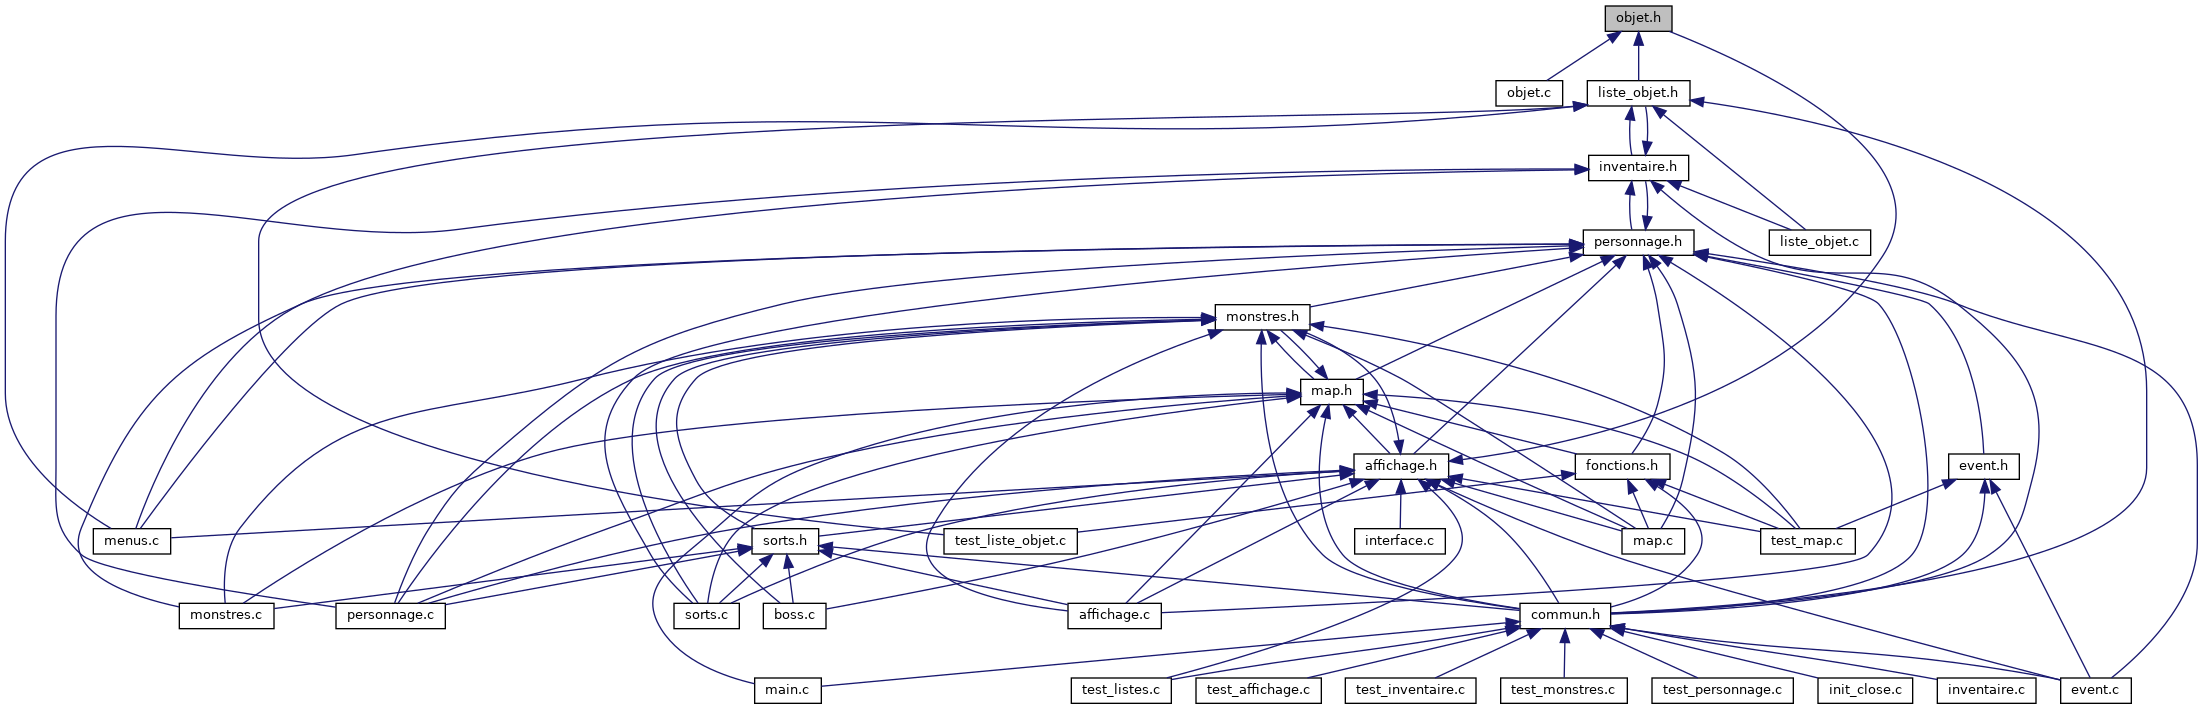 objet.h
objet.c
liste_objet.h
inventaire.h
personnage.h
liste_objet.c
monstres.h
map.h
affichage.h
fonctions.h
event.h
menus.c
sorts.h
test_liste_objet.c
interface.c
map.c
test_map.c
monstres.c
personnage.c
sorts.c
boss.c
affichage.c
commun.h
main.c
test_listes.c
test_affichage.c
test_inventaire.c
test_monstres.c
test_personnage.c
init_close.c
inventaire.c
event.c